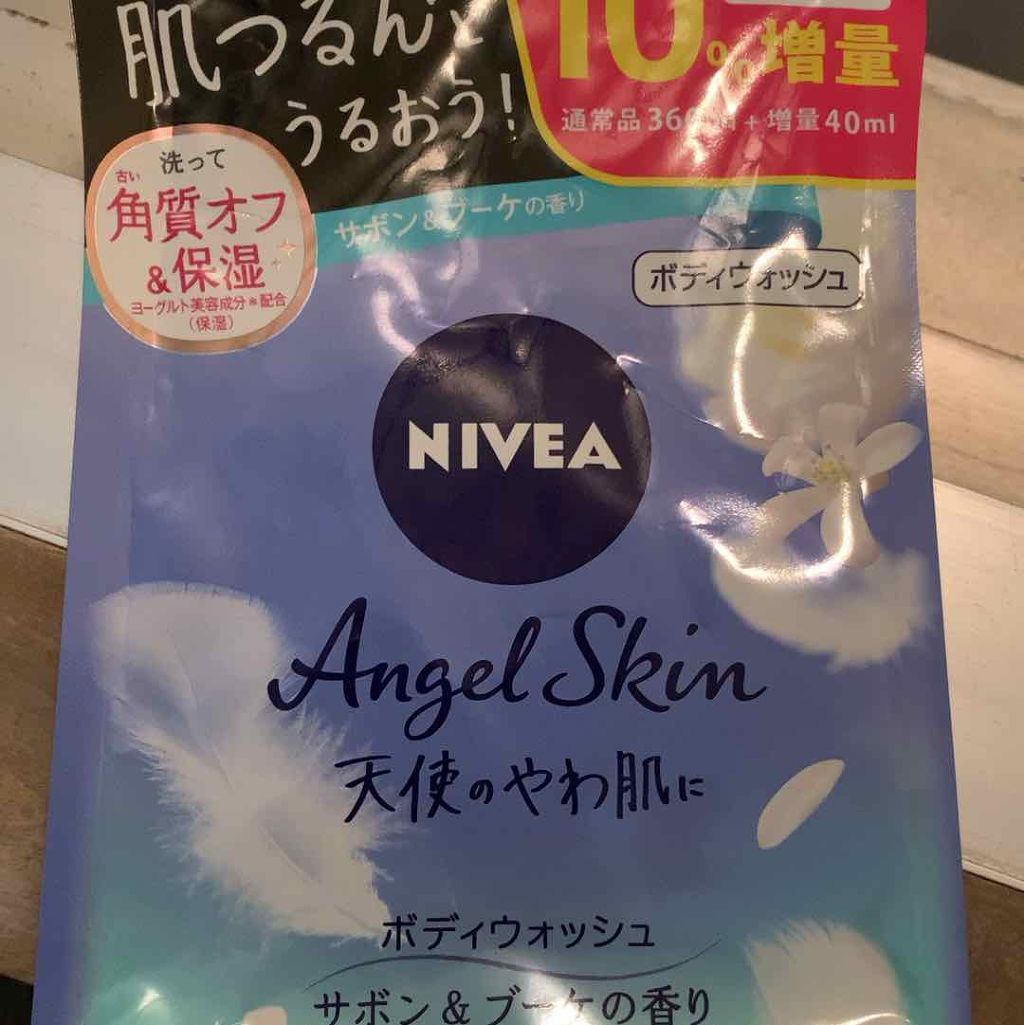 肌つるんと
うるおう!
10%増量
通常品360ml+増量40ml
洗って
古い
角質オフ
&保湿
ヨーグルト美容成分*配合
(保湿)
サボン&ブーケの香り
ボディウォッシュ
NIVEA
Angel Skin
天使のやわ肌に
ボディウォッシュ
サボン&ブーケの香り